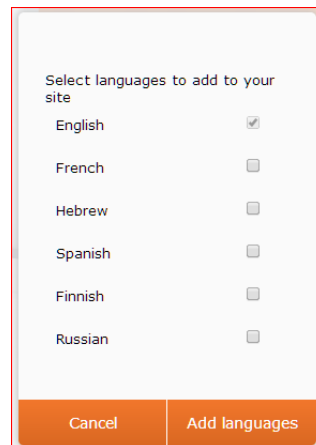 Select languages to add to your
site
English
French
Hebrew
Spanish
Finnish
Russian
Cancel Add languages